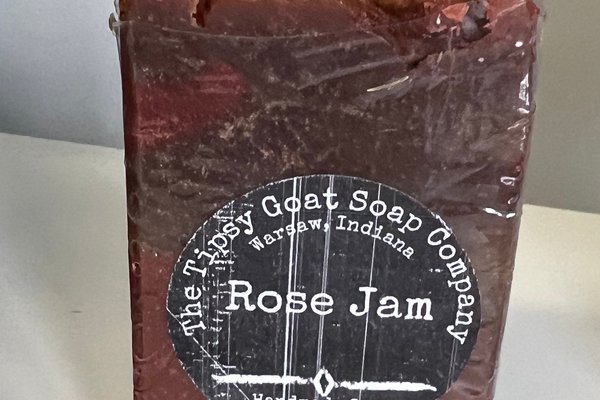 The Tipsy Goat Soap Company
Warsaw, Indiana
Rose Jam